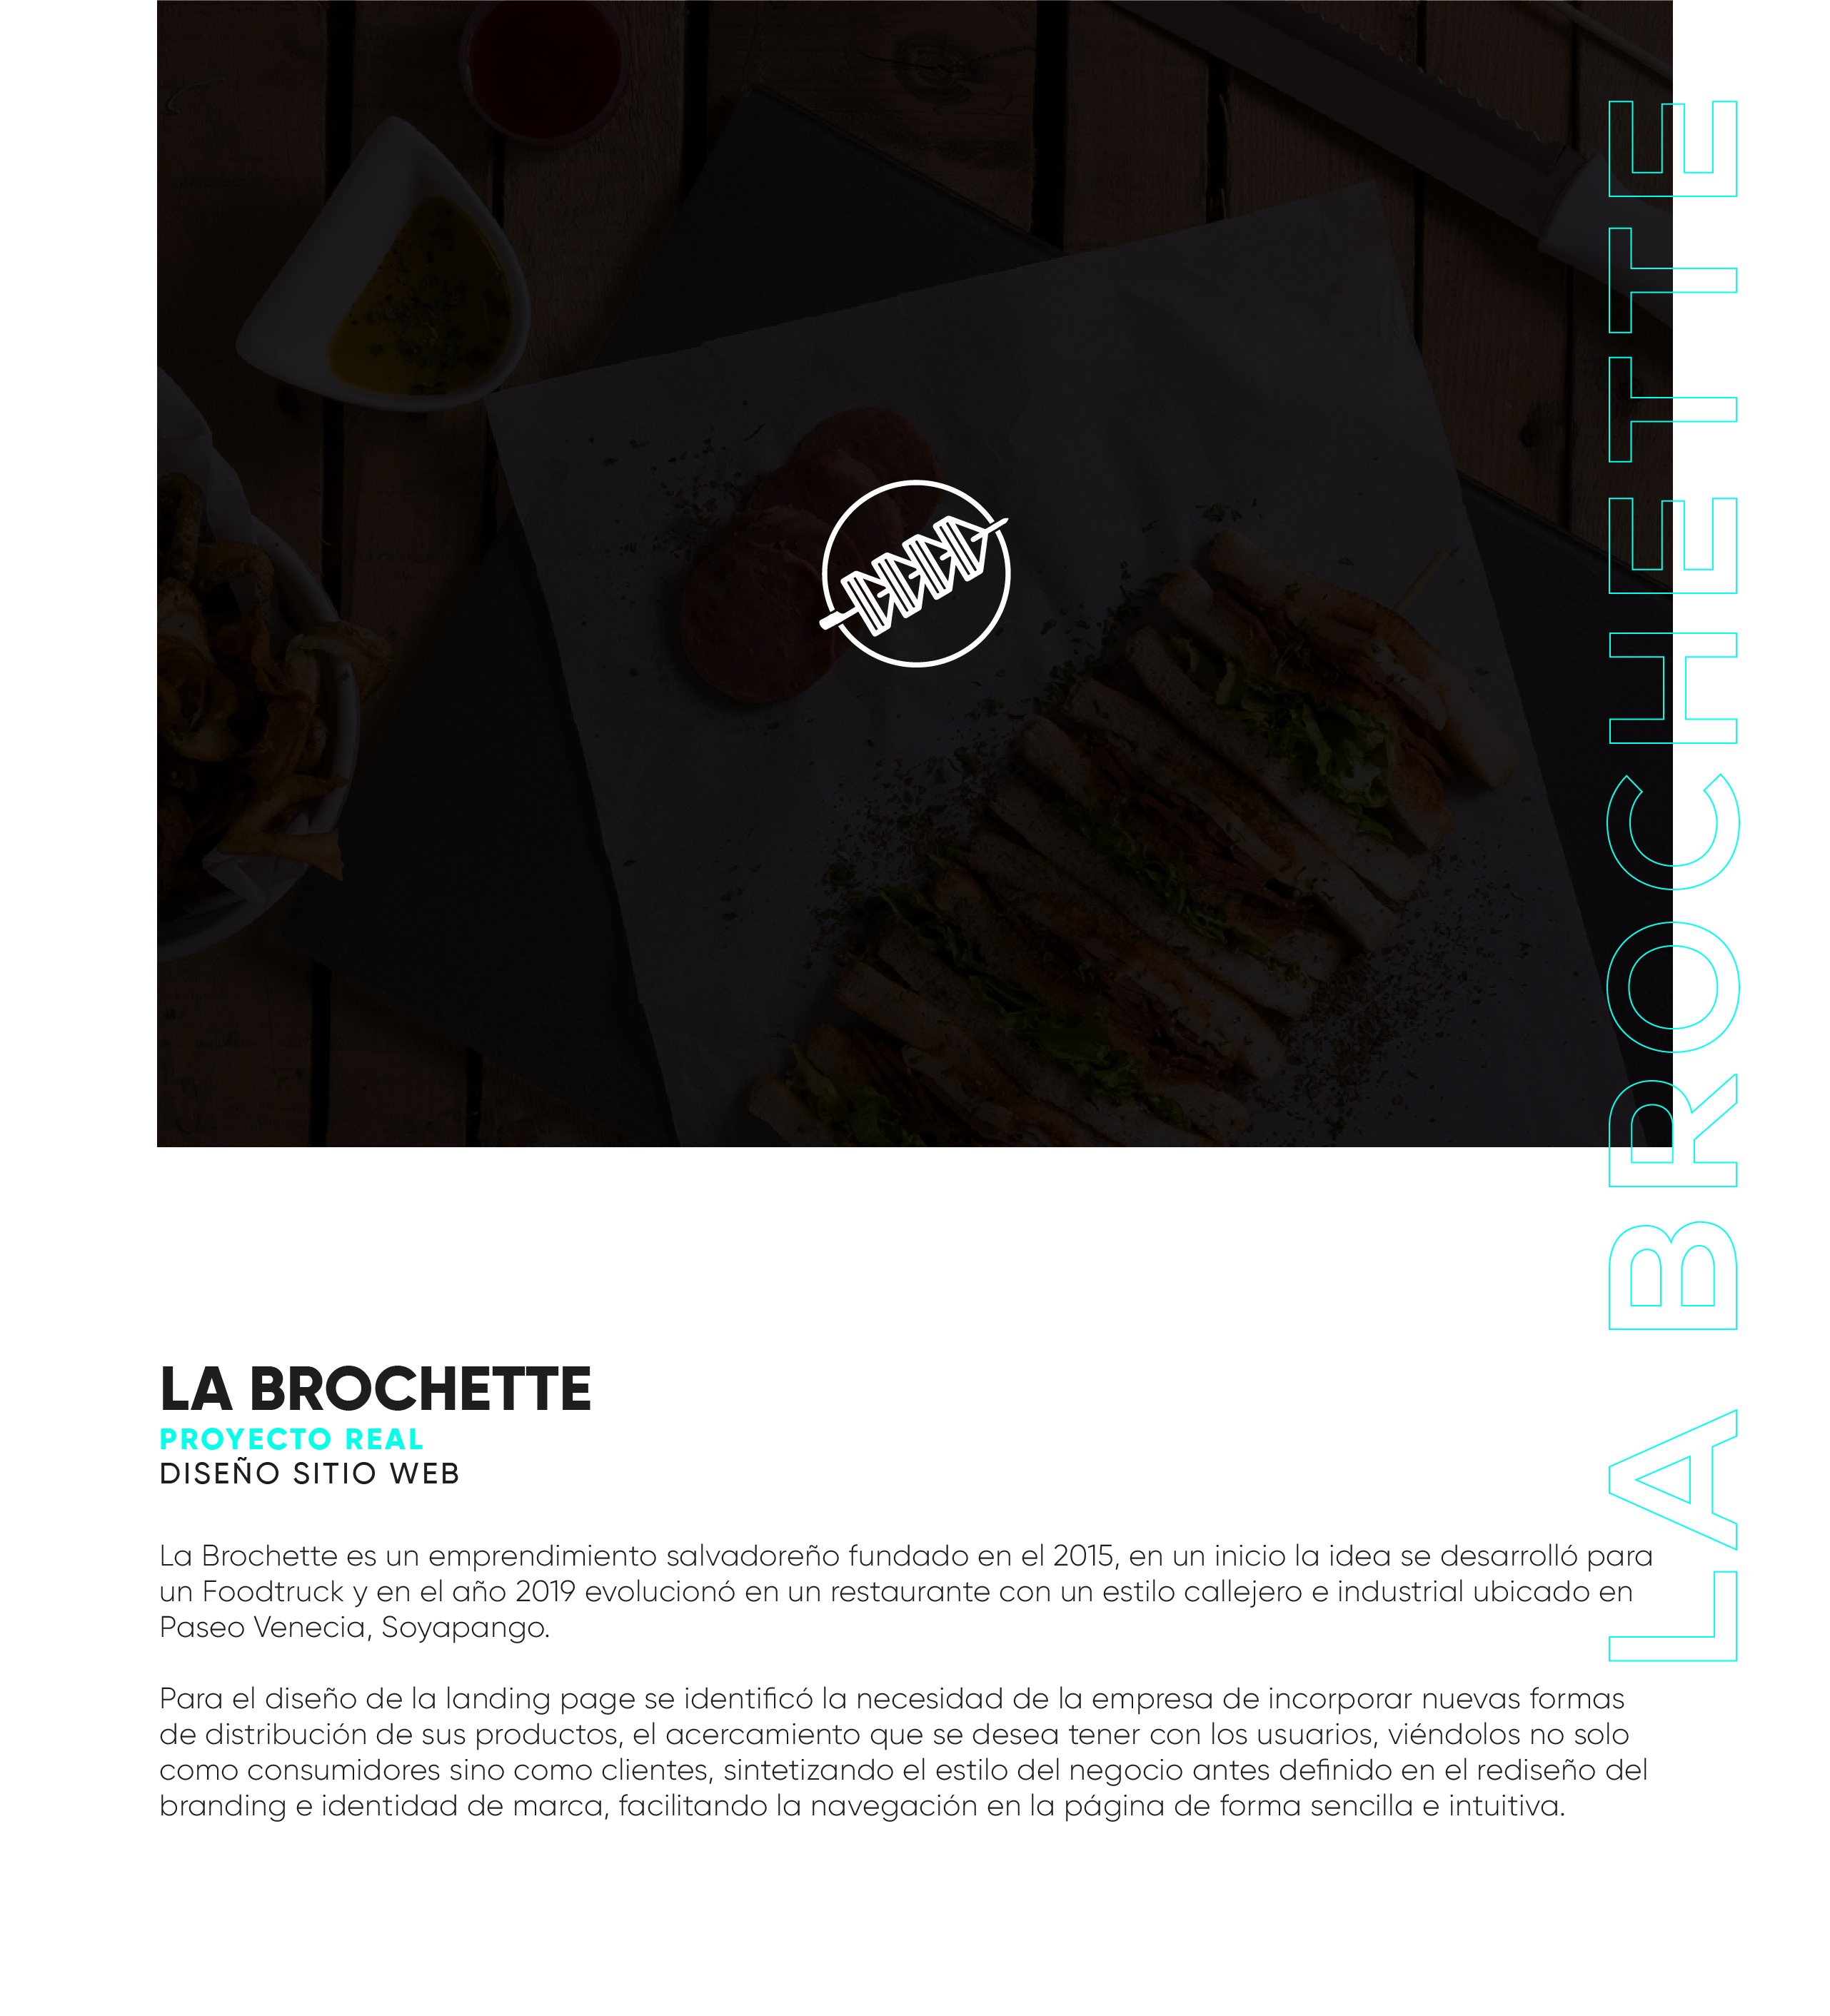 LA BROCHETTE
LA BROCHETTE
PROYECTO REAL
DISEÑO SITIO WEB
La Brochette es un emprendimiento salvadoreño fundado en el 2015, en un inicio la idea se desarrolló para
un Foodtruck y en el año 2019 evolucionó en un restaurante con un estilo callejero e industrial ubicado en
Paseo Venecia, Soyapango.
Para el diseño de la landing page se identificó la necesidad de la empresa de incorporar nuevas formas
de distribución de sus productos, el acercamiento que se desea tener con los usuarios, viéndolos no solo
como consumidores sino como clientes, sintetizando el estilo del negocio antes definido en el rediseño del
branding e identidad de marca, facilitando la navegación en la página de forma sencilla e intuitiva.